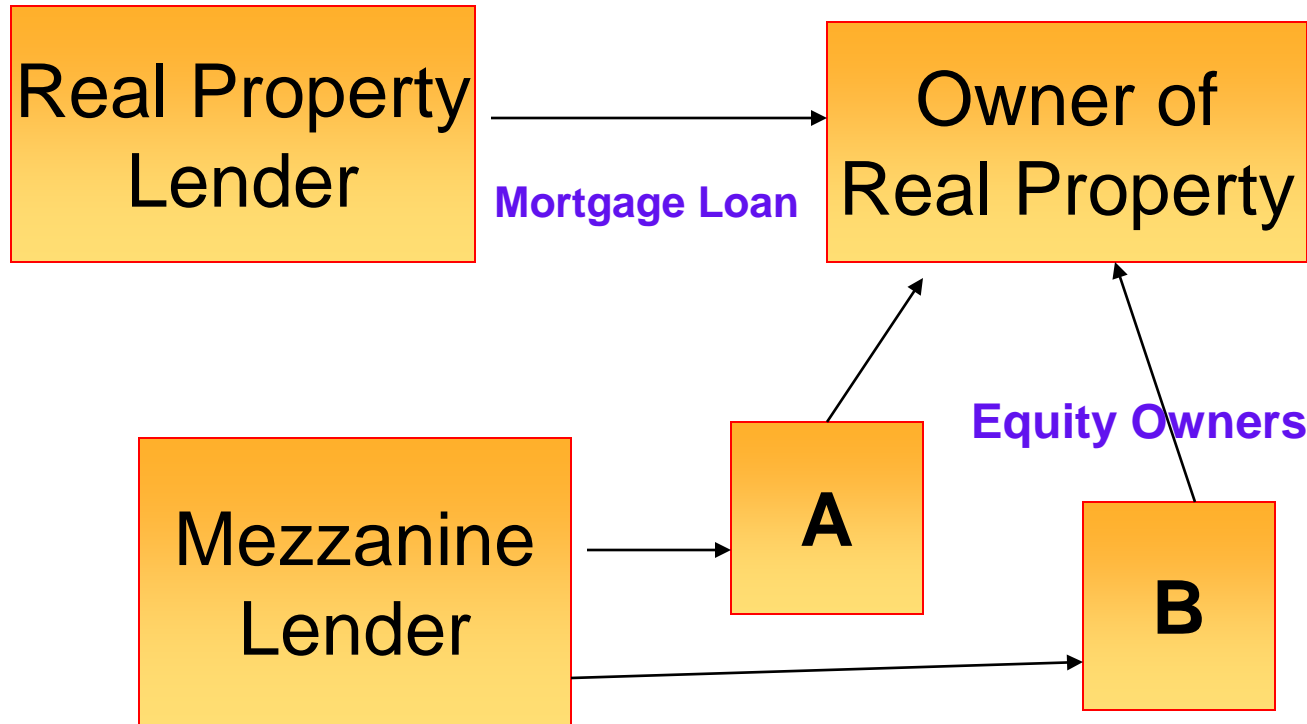 Real Property
Lender
Mortgage Loan
Owner of
Real Property
Equity Owners
A
Mezzanine
Lender
B